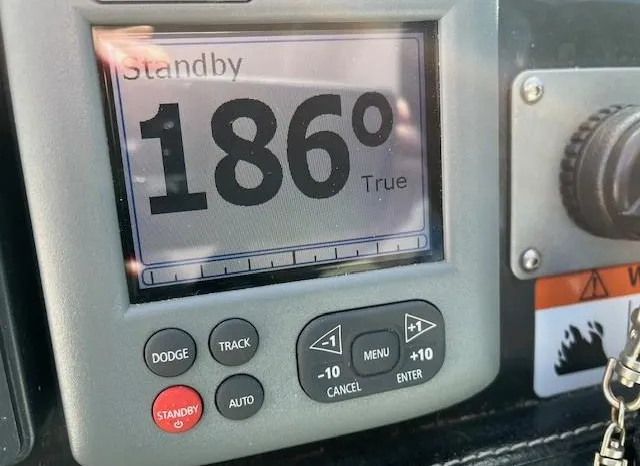 Standby
186°
True
DODGE
TRACK
STANDBY
AUTO
-1
+1
MENU
-10
+10
CANCEL
ENTER
W